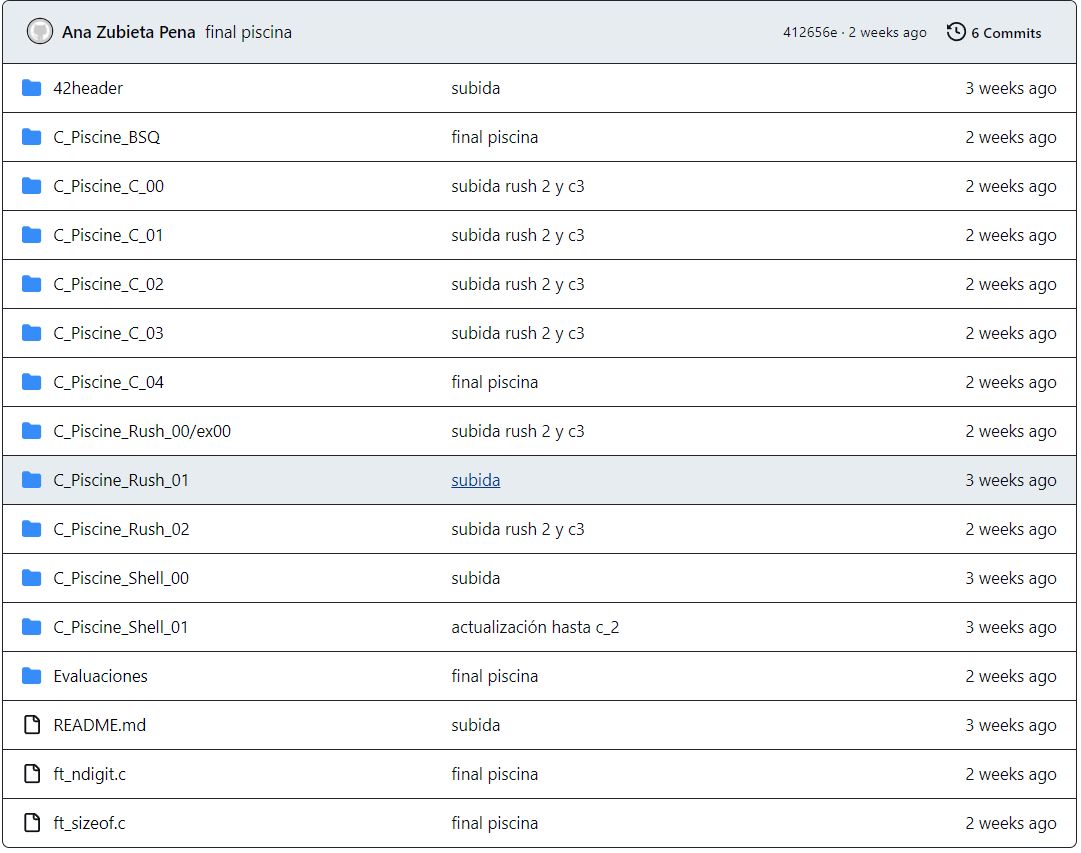 Ana Zubieta Pena final piscina 412656e · 2 weeks ago 6 Commits
42header subida 3 weeks ago
C_Piscine_BSQ final piscina 2 weeks ago
C_Piscine_C_00 subida rush 2 y c3 2 weeks ago
C_Piscine_C_01 subida rush 2 y c3 2 weeks ago
C_Piscine_C_02 subida rush 2 y c3 2 weeks ago
C_Piscine_C_03 subida rush 2 y c3 2 weeks ago
C_Piscine_C_04 final piscina 2 weeks ago
C_Piscine_Rush_00/ex00 subida rush 2 y c3 2 weeks ago
C_Piscine_Rush_01 subida 3 weeks ago
C_Piscine_Rush_02 subida rush 2 y c3 2 weeks ago
C_Piscine_Shell_00 subida 3 weeks ago
C_Piscine_Shell_01 actualización hasta c_2 3 weeks ago
Evaluaciones final piscina 2 weeks ago
README.md subida 3 weeks ago
ft_ndigit.c final piscina 2 weeks ago
ft_sizeof.c final piscina 2 weeks ago